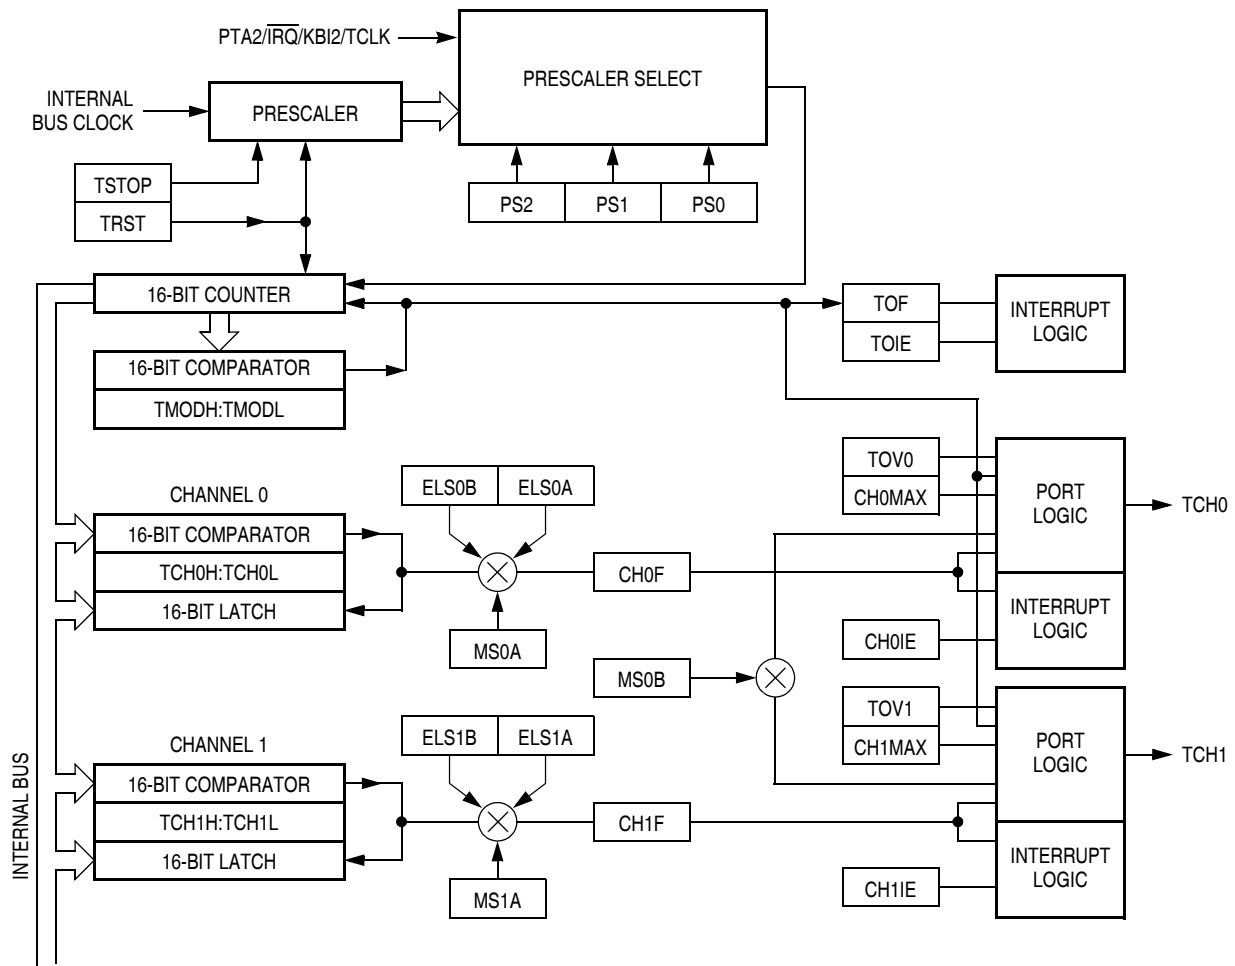 PTA2/IRQ/KBI2/TCLK
PRESCALER SELECT
INTERNAL
BUS CLOCK
PRESCALER
TSTOP
TRST
PS2
PS1
PS0
16-BIT COUNTER
16-BIT COMPARATOR
TMODH:TMODL
TOF
TOIE
INTERRUPT
LOGIC
CHANNEL 0
16-BIT COMPARATOR
TCH0H:TCH0L
16-BIT LATCH
ELS0B
ELS0A
MS0A
CH0F
TOV0
CH0MAX
PORT
LOGIC
TCH0
INTERRUPT
LOGIC
CH0IE
MS0B
CHANNEL 1
16-BIT COMPARATOR
TCH1H:TCH1L
16-BIT LATCH
ELS1B
ELS1A
MS1A
CH1F
TOV1
CH1MAX
PORT
LOGIC
TCH1
INTERRUPT
LOGIC
CH1IE
INTERNAL BUS